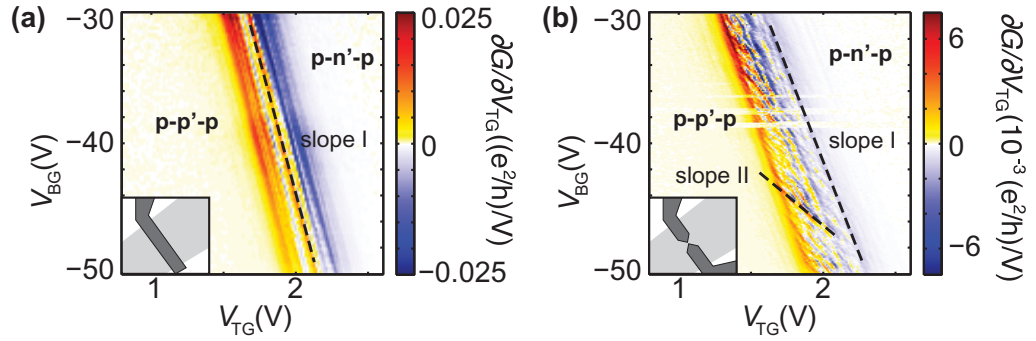 (a)
−30
−40
−50
V_BG(V)
p-p’-p
p-n’-p
slope I
1
2
V_TG(V)
0.025
0
−0.025
∂G/∂V_TG((e²/h)/V)
(b)
−30
−40
−50
V_BG(V)
p-p’-p
p-n’-p
slope I
slope II
1
2
V_TG(V)
6
0
−6
∂G/∂V_TG(10⁻³(e²/h)/V)